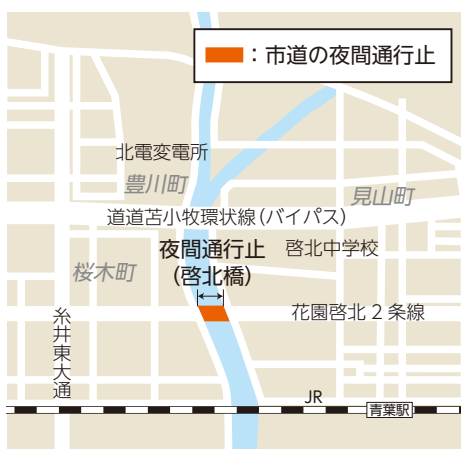 ：市道の夜間通行止
北電変電所
豊川町
見山町
道道苫小牧環状線（バイパス）
夜間通行止
（啓北橋）
啓北中学校
桜木町
花園啓北２条線
糸井東大通
JR
青葉駅